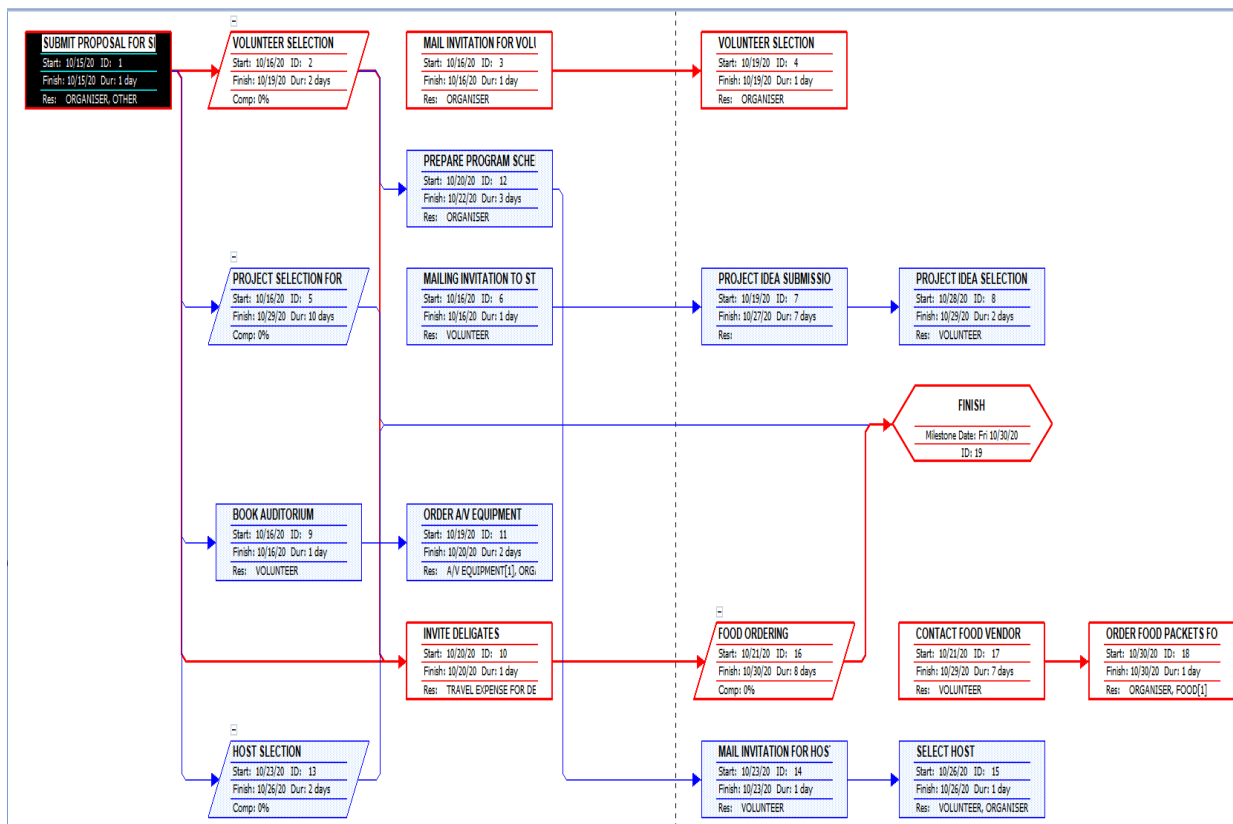 SUBMIT PROPOSAL FOR
Start: 10/15/20 ID: 1
Finish: 10/15/20 Dur: 1 day
Res: ORGANISER, OTHER
VOLUNTEER SELECTION
Start: 10/16/20 ID: 2
Finish: 10/19/20 Dur: 2 days
Comp: 0%
MAIL INVITATION FOR
Start: 10/16/20 ID: 3
Finish: 10/16/20 Dur: 1 day
Res: ORGANISER
VOLUNTEER SLECTION
Start: 10/19/20 ID: 4
Finish: 10/19/20 Dur: 1 day
Res: ORGANISER
PREPARE PROGRAM SCHE
Start: 10/20/20 ID: 12
Finish: 10/22/20 Dur: 3 days
Res: ORGANISER
PROJECT SELECTION FOR
Start: 10/16/20 ID: 5
Finish: 10/29/20 Dur: 10 days
Comp: 0%
MAILING INVITATION TO ST
Start: 10/16/20 ID: 6
Finish: 10/16/20 Dur: 1 day
Res: VOLUNTEER
PROJECT IDEA SUBMISSIO
Start: 10/19/20 ID: 7
Finish: 10/27/20 Dur: 7 days
Res:
PROJECT IDEA SELECTION
Start: 10/28/20 ID: 8
Finish: 10/29/20 Dur: 2 days
Res: VOLUNTEER
FINISH
Milestone Date: Fri 10/30/20
ID: 19
BOOK AUDITORIUM
Start: 10/16/20 ID: 9
Finish: 10/16/20 Dur: 1 day
Res: VOLUNTEER
ORDER A/V EQUIPMENT
Start: 10/19/20 ID: 11
Finish: 10/20/20 Dur: 2 days
Res: A/V EQUIPMENT[1], ORG
INVITE DELIGATES
Start: 10/20/20 ID: 10
Finish: 10/20/20 Dur: 1 day
Res: TRAVEL EXPENSE FOR DE
FOOD ORDERING
Start: 10/21/20 ID: 16
Finish: 10/30/20 Dur: 8 days
Comp: 0%
CONTACT FOOD VENDOR
Start: 10/21/20 ID: 17
Finish: 10/29/20 Dur: 7 days
Res: VOLUNTEER
ORDER FOOD PACKETS FO
Start: 10/30/20 ID: 18
Finish: 10/30/20 Dur: 1 day
Res: ORGANISER, FOOD[1]
HOST SLECTION
Start: 10/23/20 ID: 13
Finish: 10/26/20 Dur: 2 days
Comp: 0%
MAIL INVITATION FOR HOS
Start: 10/23/20 ID: 14
Finish: 10/23/20 Dur: 1 day
Res: VOLUNTEER
SELECT HOST
Start: 10/26/20 ID: 15
Finish: 10/26/20 Dur: 1 day
Res: VOLUNTEER, ORGANISER